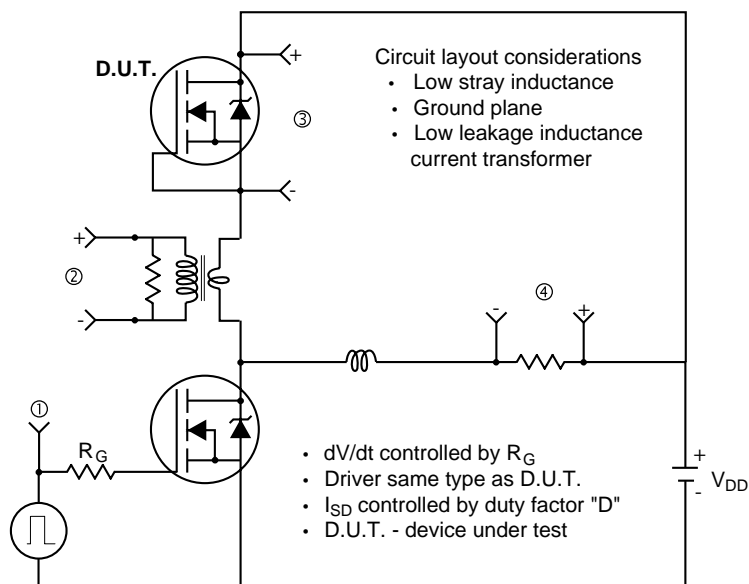 D.U.T.
+
③
-
Circuit layout considerations
• Low stray inductance
• Ground plane
• Low leakage inductance
current transformer
+
②
-
④
-
+
①
R_G
• dV/dt controlled by R_G
• Driver same type as D.U.T.
• I_SD controlled by duty factor "D"
• D.U.T. - device under test
+
-
V_DD